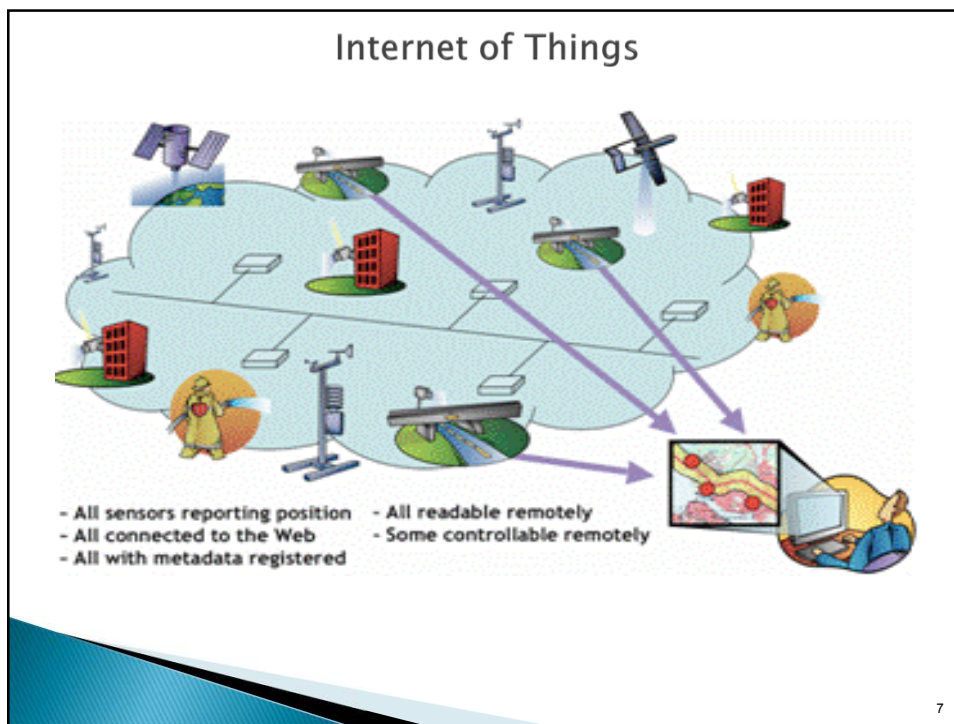 Internet of Things
- All sensors reporting position
- All connected to the Web
- All with metadata registered
- All readable remotely
- Some controllable remotely
7